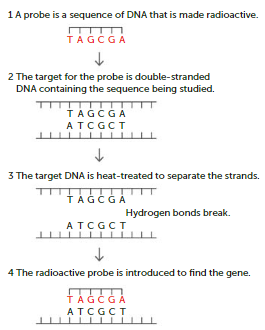 1 A probe is a sequence of DNA that is made radioactive.
T A G C G A
2 The target for the probe is double-stranded
DNA containing the sequence being studied.
T A G C G A
A T C G C T
3 The target DNA is heat-treated to separate the strands.
T A G C G A
Hydrogen bonds break.
A T C G C T
4 The radioactive probe is introduced to find the gene.
T A G C G A
A T C G C T